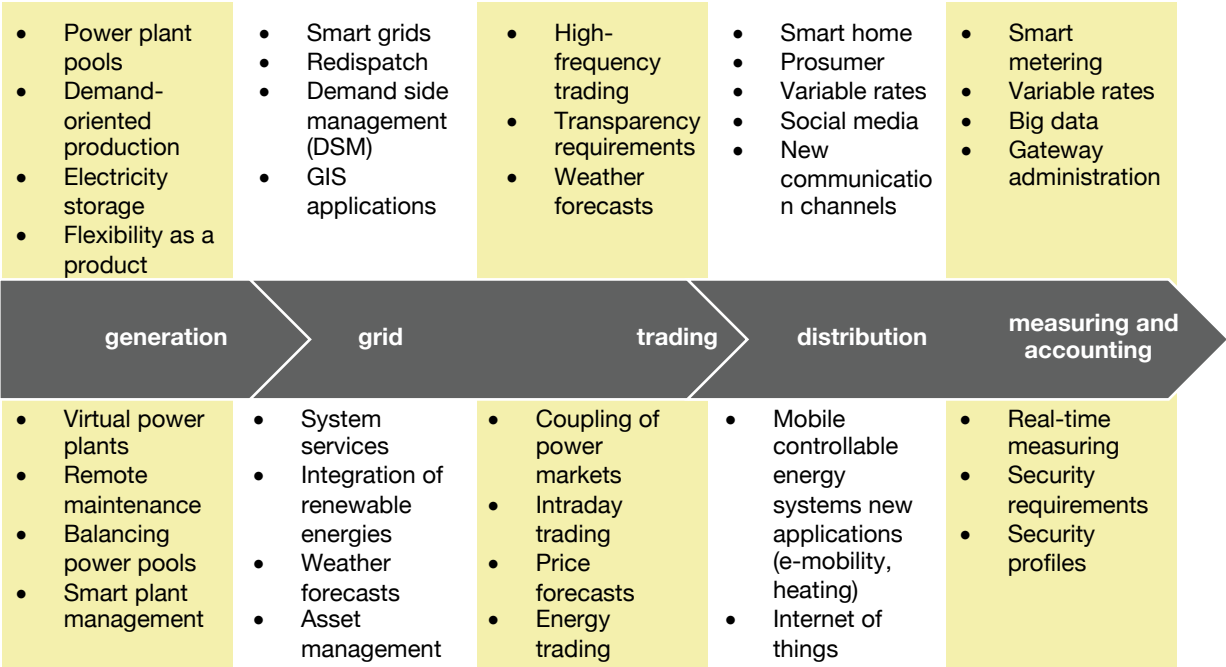 • Power plant
pools
• Demand-
oriented
production
• Electricity
storage
• Flexibility as a
product
• Smart grids
• Redispatch
• Demand side
management
(DSM)
• GIS
applications
• High-
frequency
trading
• Transparency
requirements
• Weather
forecasts
• Smart home
• Prosumer
• Variable rates
• Social media
• New
communicatio
n channels
• Smart
metering
• Variable rates
• Big data
• Gateway
administration
generation
grid
trading
distribution
measuring and
accounting
• Virtual power
plants
• Remote
maintenance
• Balancing
power pools
• Smart plant
management
• System
services
• Integration of
renewable
energies
• Weather
forecasts
• Asset
management
• Coupling of
power
markets
• Intraday
trading
• Price
forecasts
• Energy
trading
• Mobile
controllable
energy
systems new
applications
(e-mobility,
heating)
• Internet of
things
• Real-time
measuring
• Security
requirements
• Security
profiles